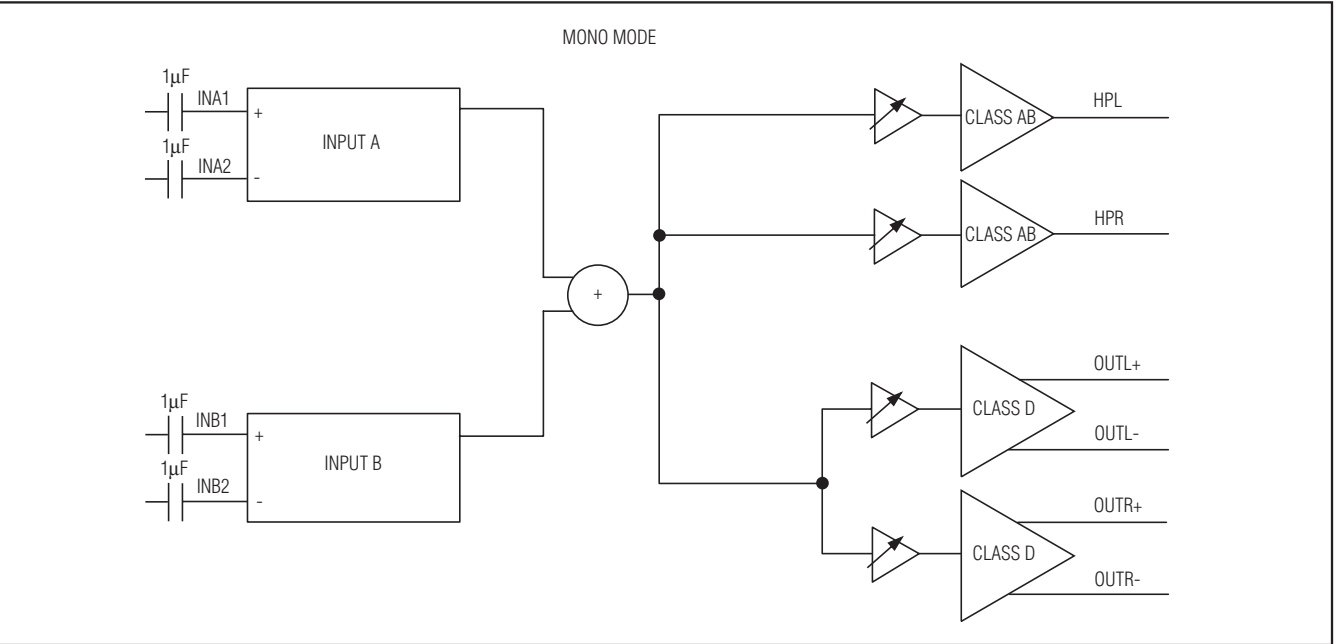 MONO MODE
1μF
INA1
+
INPUT A
1μF
INA2
-
1μF
INB1
+
INPUT B
1μF
INB2
-
+
CLASS AB
HPL
CLASS AB
HPR
CLASS D
OUTL+
OUTL-
CLASS D
OUTR+
OUTR-